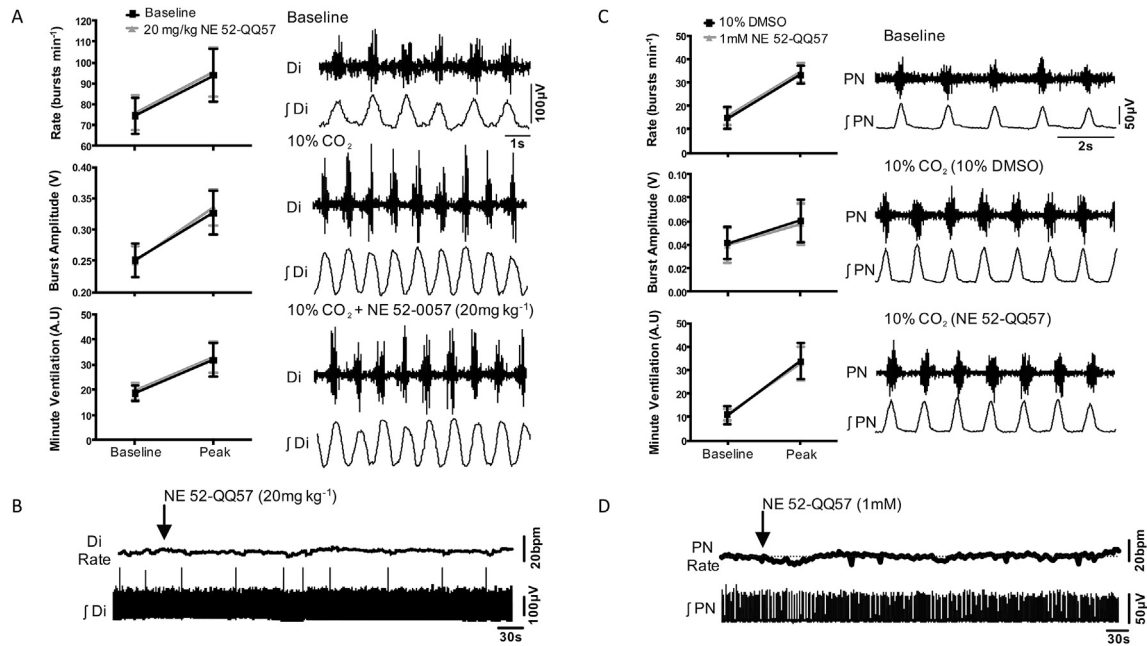 A
Baseline
20 mg/kg NE 52-QQ57
Rate (bursts min-1)
120
110
100
90
80
70
60
Burst Amplitude (V)
0.40
0.35
0.30
0.25
0.20
Minute Ventilation (A.U)
50
40
30
20
10
0
Baseline
Peak
Baseline
Di
∫ Di
100µV
1s
10% CO2
Di
∫ Di
10% CO2 + NE 52-0057 (20mg kg-1)
Di
∫ Di
B
NE 52-QQ57 (20mg kg-1)
Di
Rate
20bpm
∫ Di
100µV
30s
C
10% DMSO
1mM NE 52-QQ57
Rate (bursts min-1)
50
40
30
20
10
0
Burst Amplitude (V)
0.10
0.08
0.06
0.04
0.02
0.00
Minute Ventilation (A.U)
50
40
30
20
10
0
Baseline
Peak
Baseline
PN
∫ PN
50µV
2s
10% CO2 (10% DMSO)
PN
∫ PN
10% CO2 (NE 52-QQ57)
PN
∫ PN
D
NE 52-QQ57 (1mM)
PN
Rate
20bpm
∫ PN
50µV
30s